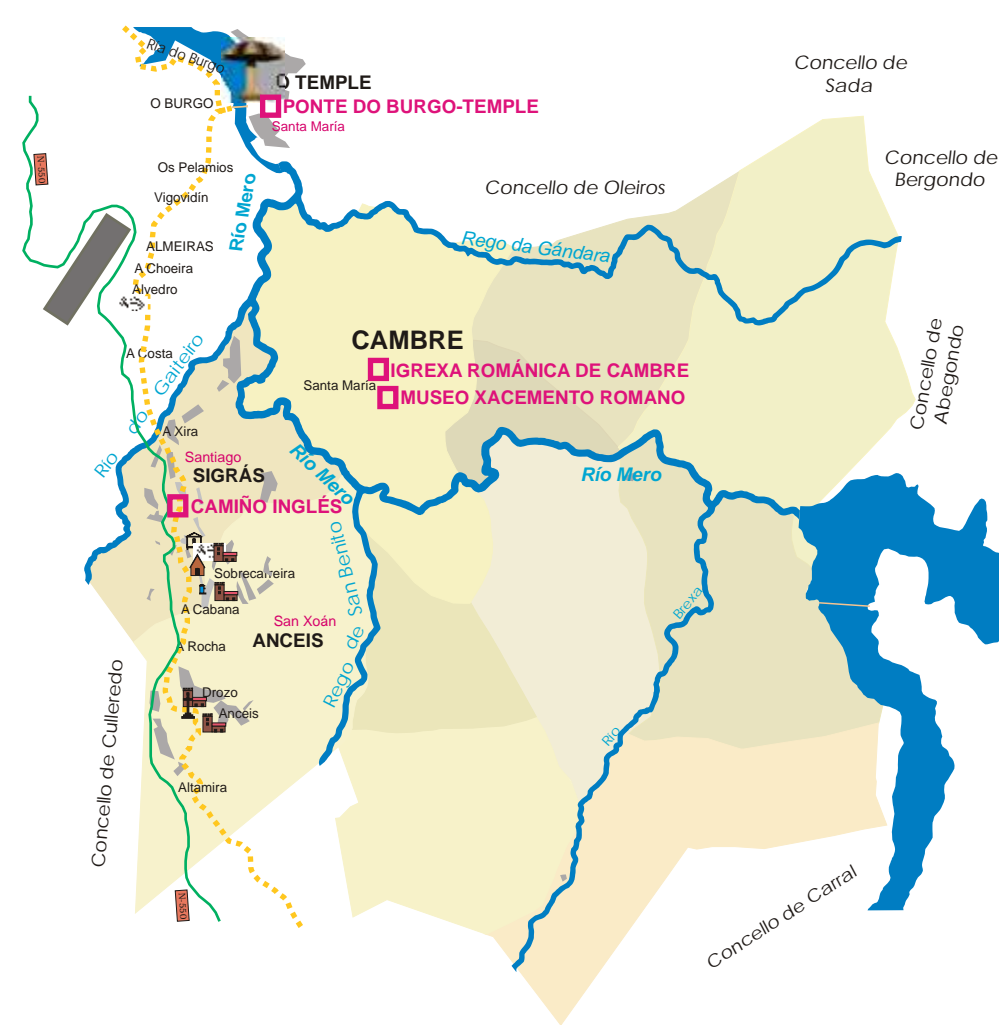 Ría do Burgo
O TEMPLE
O BURGO
PONTE DO BURGO-TEMPLE
Santa María
Concello de
Sada
Concello de
Bergondo
Concello de Oleiros
N-550
Os Pelamios
Vigovidín
Río Mero
ALMEIRAS
A Choeira
Alvedro
Rego da Gándara
A Costa
Río do Gaiteiro
CAMBRE
IGREXA ROMÁNICA DE CAMBRE
Santa María
MUSEO XACEMENTO ROMANO
Concello de
Abegondo
A Xira
Santiago
SIGRÁS
Río Mero
Río Mero
CAMIÑO INGLÉS
Rego de San Benito
Sobrecarreira
A Cabana
San Xoán
ANCEIS
A Rocha
Río Brexa
Concello de Culleredo
Drozo
Anceis
Altamira
N-550
Concello de Carral